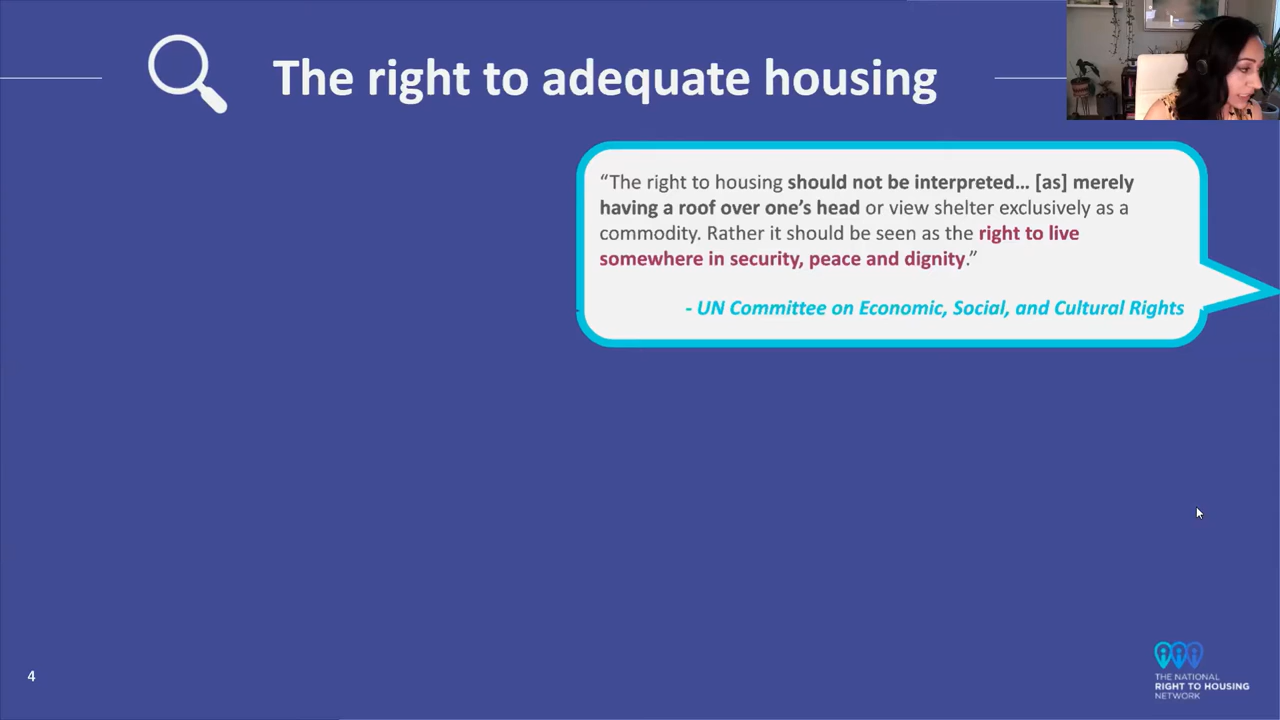 The right to adequate housing
“The right to housing should not be interpreted… [as] merely
having a roof over one’s head or view shelter exclusively as a
commodity. Rather it should be seen as the right to live
somewhere in security, peace and dignity.”
- UN Committee on Economic, Social, and Cultural Rights
4
THE NATIONAL
RIGHT TO HOUSING
NETWORK